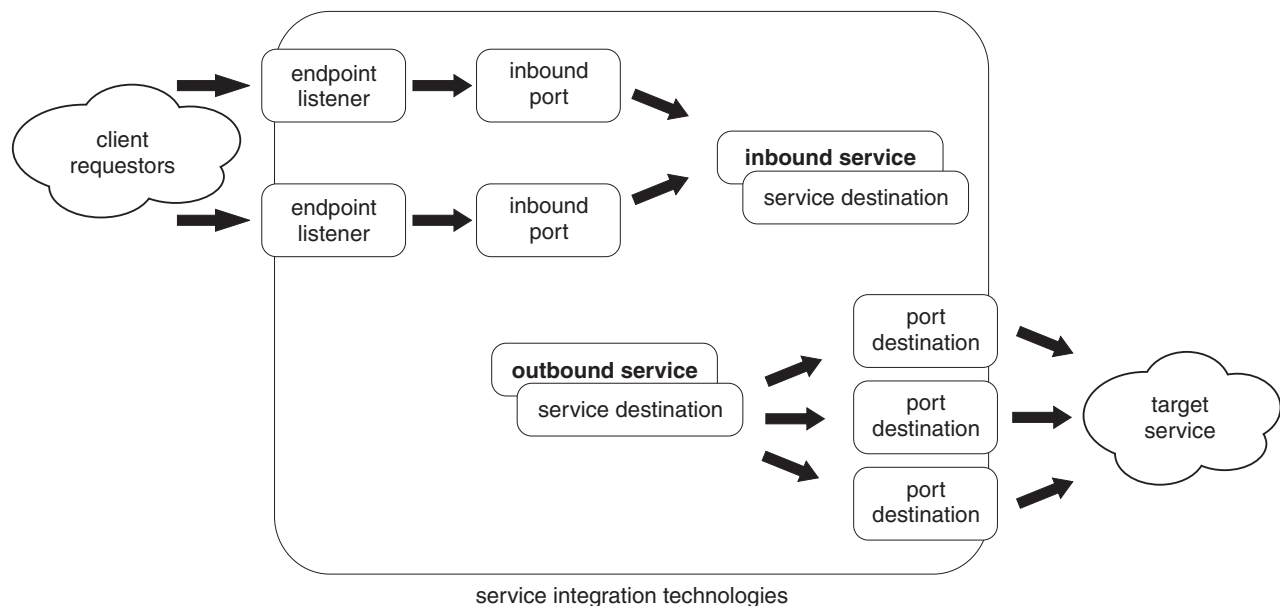 client
requestors
endpoint
listener
inbound
port
endpoint
listener
inbound
port
inbound service
service destination
outbound service
service destination
port
destination
port
destination
port
destination
target
service
service integration technologies